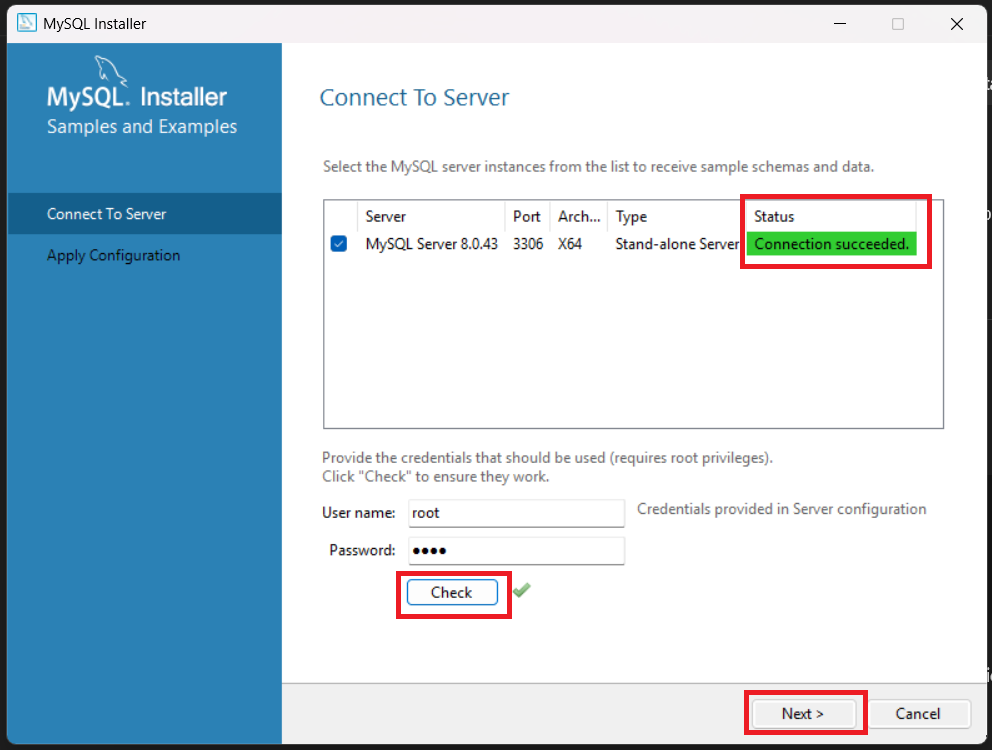 MySQL Installer
MySQL. Installer
Samples and Examples
Connect To Server
Apply Configuration
Connect To Server
Select the MySQL server instances from the list to receive sample schemas and data.
Server Port Arch... Type Status
MySQL Server 8.0.43 3306 X64 Stand-alone Server Connection succeeded.
Provide the credentials that should be used (requires root privileges).
Click "Check" to ensure they work.
User name: root Credentials provided in Server configuration
Password: ●●●●
Check
Next > Cancel